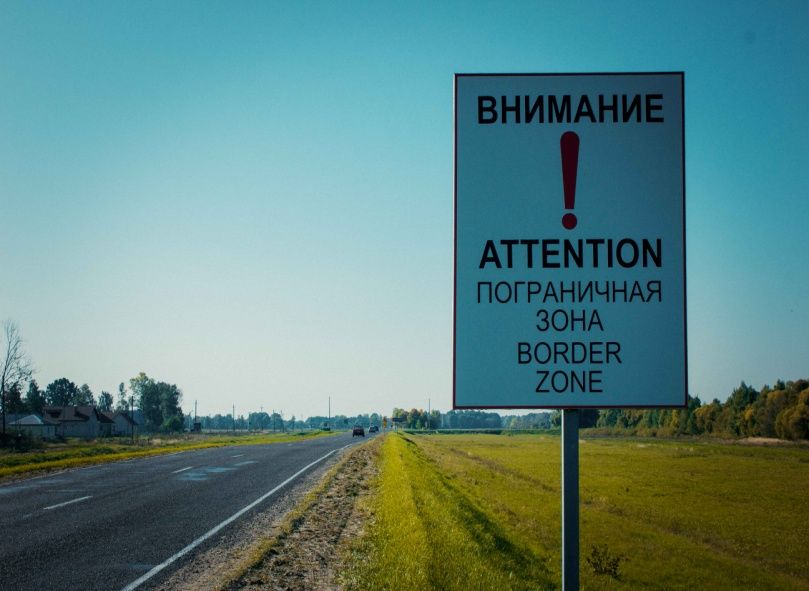 ВНИМАНИЕ
!
ATTENTION
ПОГРАНИЧНАЯ
ЗОНА
BORDER
ZONE